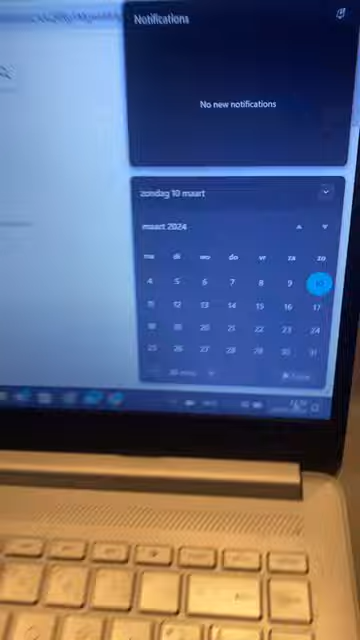 Notifications
No new notifications
zondag 10 maart
maart 2024
ma di wo do vr za zo
4 5 6 7 8 9 10
11 12 13 14 15 16 17
18 19 20 21 22 23 24
25 26 27 28 29 30 31